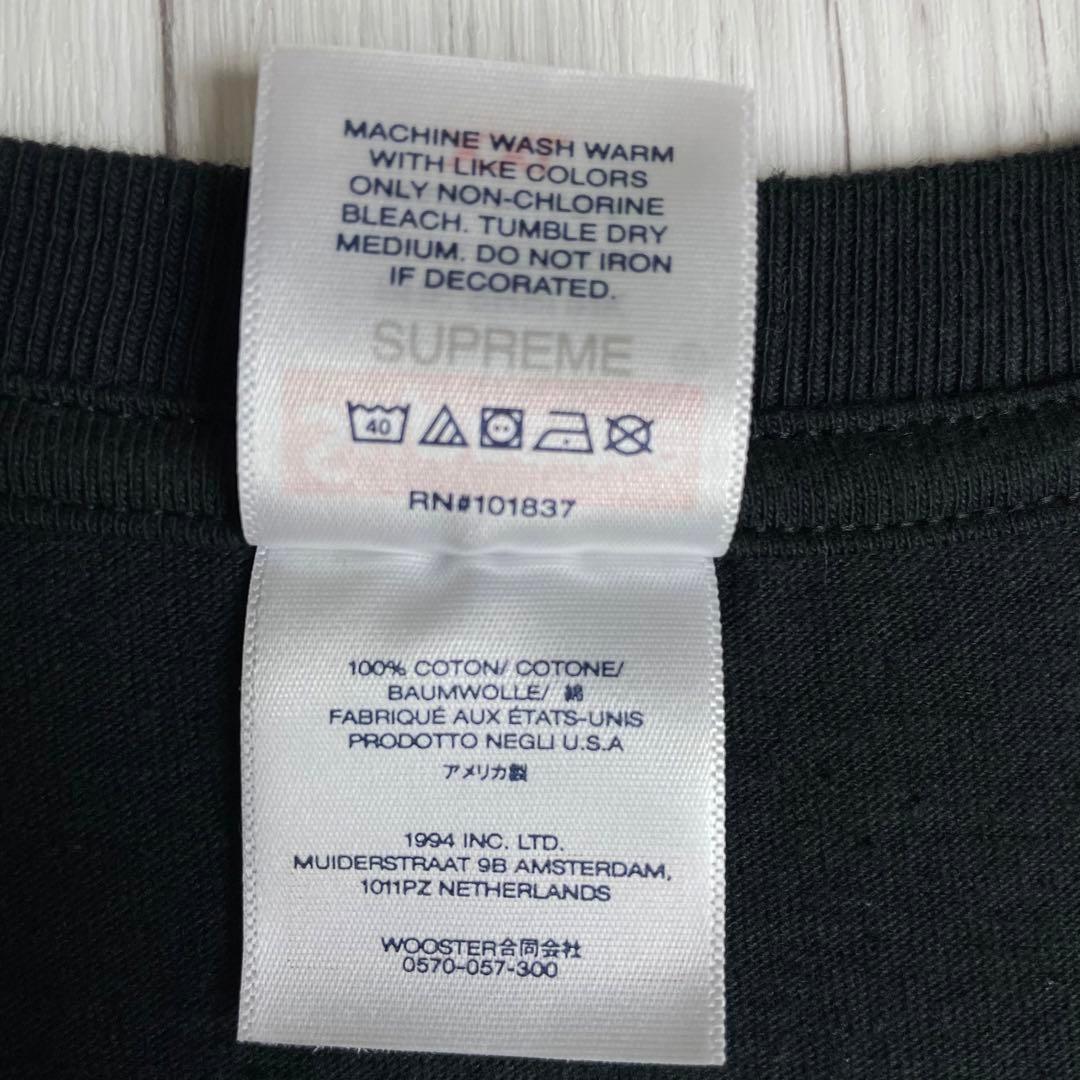 MACHINE WASH WARM
WITH LIKE COLORS
ONLY NON-CHLORINE
BLEACH. TUMBLE DRY
MEDIUM. DO NOT IRON
IF DECORATED.
SUPREME
40
RN#101837
100% COTON/ COTONE/
BAUMWOLLE/ 綿
FABRIQUÉ AUX ÉTATS-UNIS
PRODOTTO NEGLI U.S.A
アメリカ製
1994 INC. LTD.
MUIDERSTRAAT 9B AMSTERDAM,
1011PZ NETHERLANDS
WOOSTER合同会社
0570-057-300